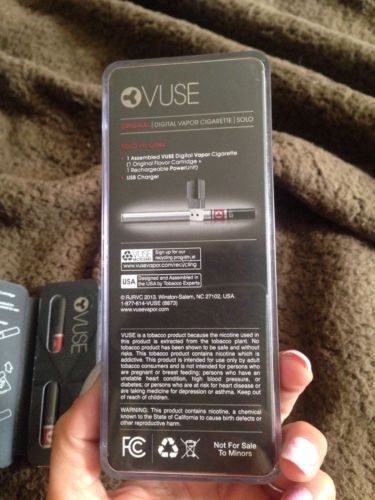 VUSE
ORIGINAL | DIGITAL VAPOR CIGARETTE | SOLO
• 1 Assembled VUSE Digital Vapor Cigarette
(1 Original Flavor Cartridge +
1 Rechargeable PowerUnit)
• USB Charger
VUSE
Sign up for our
recycling program at
www.vusevapor.com/recycling
USA
Designed and Assembled in
the USA by Tobacco Experts
© RJRVC 2013, Winston-Salem, NC 27102, USA.
1-877-614-VUSE (8873)
www.vusevapor.com
VUSE is a tobacco product because the nicotine used in
this product is extracted from the tobacco plant. No
tobacco product has been shown to be safe and without
risks. This tobacco product contains nicotine which is
addictive. This product is intended for use only by adult
tobacco consumers and is not intended for persons who
are pregnant or breast feeding; persons who have an
unstable heart condition, high blood pressure, or
diabetes; or persons who are at risk for heart disease or
are taking medicine for depression or asthma. Keep out
of reach of children.
WARNING: This product contains nicotine, a chemical
known to the State of California to cause birth defects or
other reproductive harm.
FC
Not For Sale
To Minors
VUSE